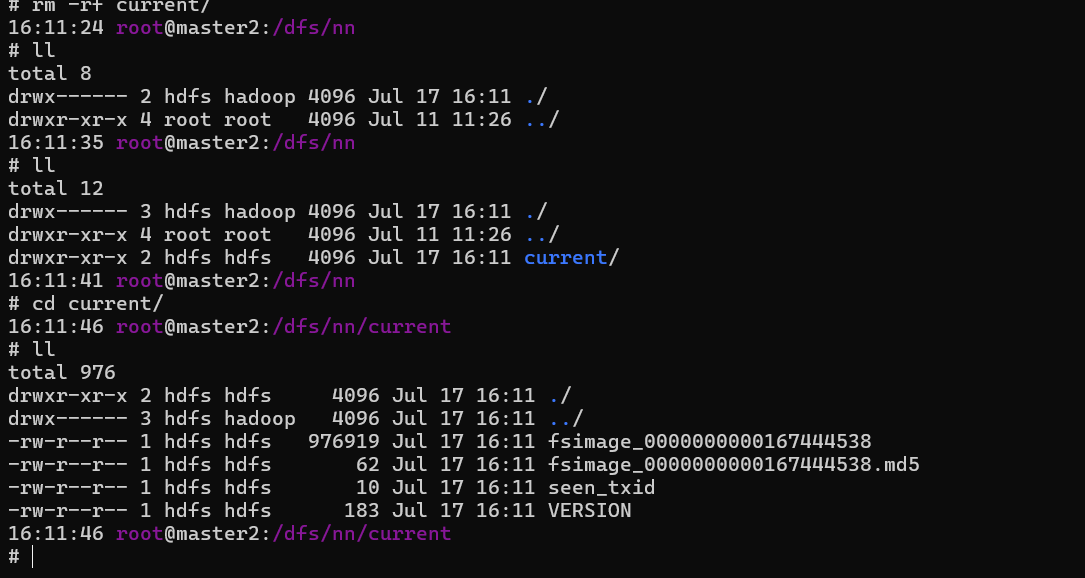 # rm -rf current/
16:11:24 root@master2:/dfs/nn
# ll
total 8
drwx------ 2 hdfs hadoop 4096 Jul 17 16:11 ./
drwxr-xr-x 4 root root   4096 Jul 11 11:26 ../
16:11:35 root@master2:/dfs/nn
# ll
total 12
drwx------ 3 hdfs hadoop 4096 Jul 17 16:11 ./
drwxr-xr-x 4 root root   4096 Jul 11 11:26 ../
drwxr-xr-x 2 hdfs hdfs   4096 Jul 17 16:11 current/
16:11:41 root@master2:/dfs/nn
# cd current/
16:11:46 root@master2:/dfs/nn/current
# ll
total 976
drwxr-xr-x 2 hdfs hdfs     4096 Jul 17 16:11 ./
drwx------ 3 hdfs hadoop   4096 Jul 17 16:11 ../
-rw-r--r-- 1 hdfs hdfs   976919 Jul 17 16:11 fsimage_0000000000167444538
-rw-r--r-- 1 hdfs hdfs       62 Jul 17 16:11 fsimage_0000000000167444538.md5
-rw-r--r-- 1 hdfs hdfs       10 Jul 17 16:11 seen_txid
-rw-r--r-- 1 hdfs hdfs      183 Jul 17 16:11 VERSION
16:11:46 root@master2:/dfs/nn/current
#